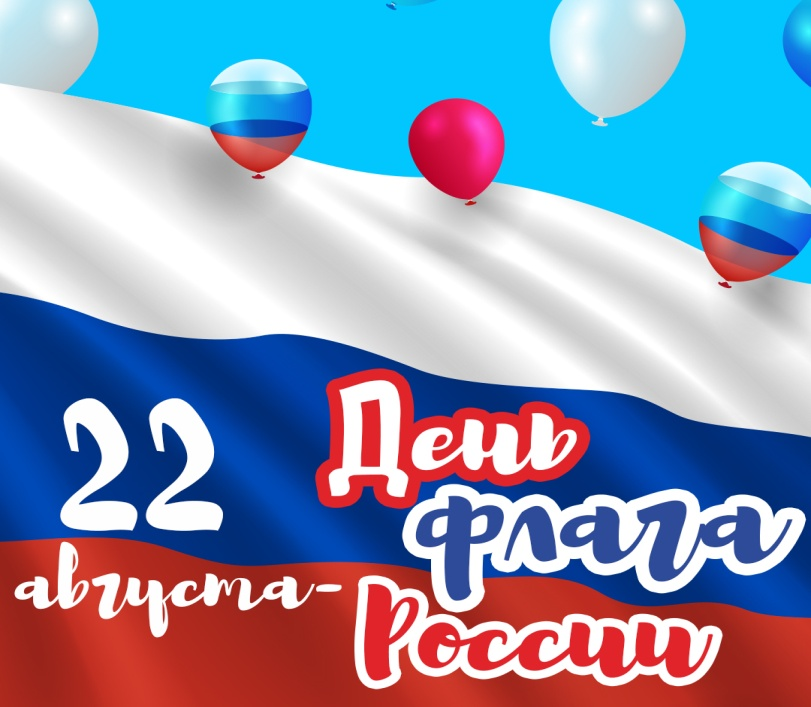 22
августа-
День
флага
России